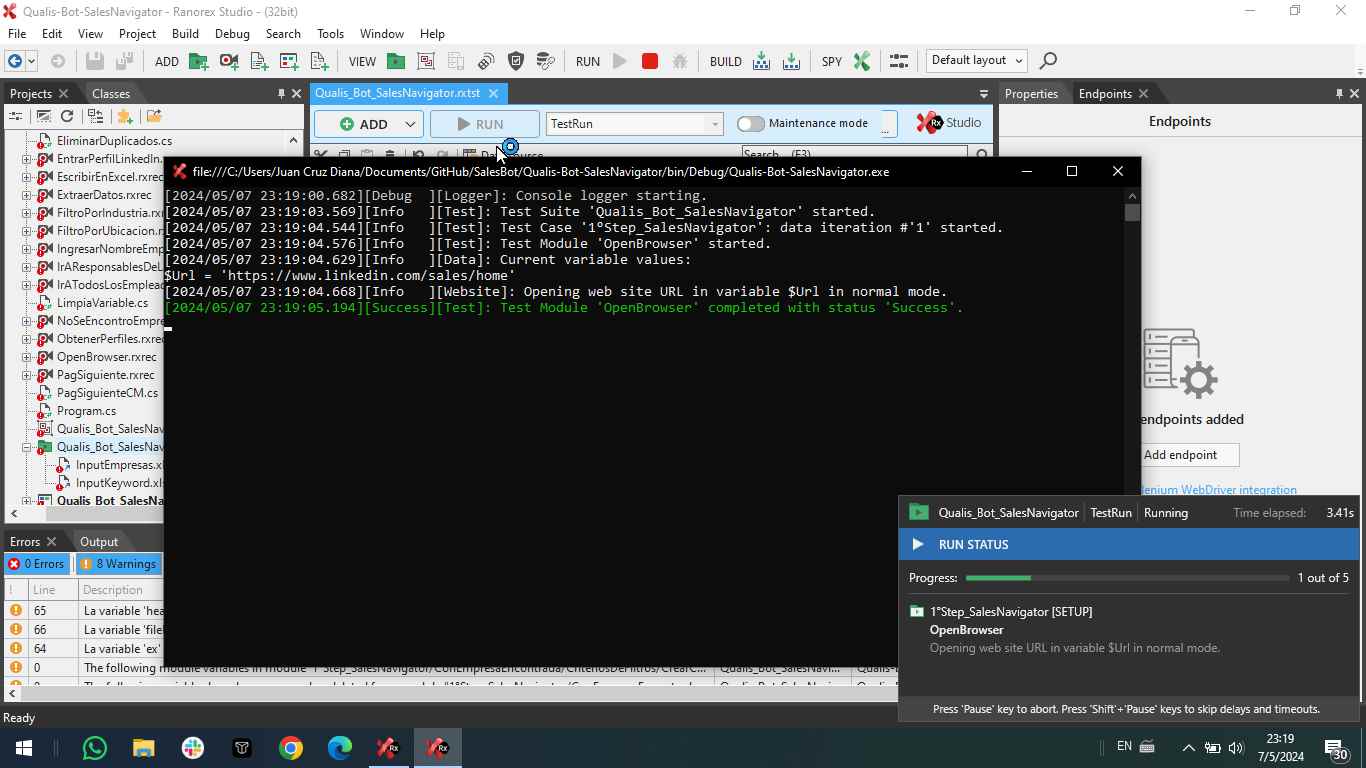 Qualis-Bot-SalesNavigator - Ranorex Studio - (32bit)
File Edit View Project Build Debug Search Tools Window Help
ADD VIEW RUN BUILD SPY Default layout
Projects Classes
Qualis_Bot_SalesNavigator.rxtst
Properties Endpoints
ADD RUN TestRun Maintenance mode ... Rx Studio
Endpoints
EliminarDuplicados.cs
EntrarPerfilLinkedIn.
EscribirEnExcel.rxrec
ExtraerDatos.rxrec
FiltroPorIndustria.rxr
FiltroPorUbicacion.r
IngresarNombreEmp
IrAResponsablesDeL
IrATodosLosEmplead
LimpiaVariable.cs
NoSeEncontroEmpre
ObtenerPerfiles.rxrec
OpenBrowser.rxrec
PagSiguiente.rxrec
PagSiguienteCM.cs
Program.cs
Qualis_Bot_SalesNav
Qualis_Bot_SalesNav
InputEmpresas.xl
InputKeyword.xls
Qualis_Bot_SalesNa
Search... (F3)
file:///C:/Users/Juan Cruz Diana/Documents/GitHub/SalesBot/Qualis-Bot-SalesNavigator/bin/Debug/Qualis-Bot-SalesNavigator.exe
[2024/05/07 23:19:00.682][Debug ][Logger]: Console logger starting.
[2024/05/07 23:19:03.569][Info ][Test]: Test Suite 'Qualis_Bot_SalesNavigator' started.
[2024/05/07 23:19:04.544][Info ][Test]: Test Case '1ºStep_SalesNavigator': data iteration #'1' started.
[2024/05/07 23:19:04.576][Info ][Test]: Test Module 'OpenBrowser' started.
[2024/05/07 23:19:04.629][Info ][Data]: Current variable values:
$Url = 'https://www.linkedin.com/sales/home'
[2024/05/07 23:19:04.668][Info ][Website]: Opening web site URL in variable $Url in normal mode.
[2024/05/07 23:19:05.194][Success][Test]: Test Module 'OpenBrowser' completed with status 'Success'.
endpoints added
Add endpoint
lenium WebDriver integration
Errors Output
0 Errors 8 Warnings
! Line Description
65 La variable 'hea
66 La variable 'file
64 La variable 'ex'
0 The following module variables in module '1°Step_SalesNavigator/ConEmpresaEncontrada/CriteriosDeFiltros/CrearC...
Qualis_Bot_SalesNavigator TestRun Running Time elapsed: 3.41s
RUN STATUS
Progress: 1 out of 5
1°Step_SalesNavigator [SETUP]
OpenBrowser
Opening web site URL in variable $Url in normal mode.
Press 'Pause' key to abort. Press 'Shift'+'Pause' keys to skip delays and timeouts.
Ready
EN
23:19
7/5/2024
30